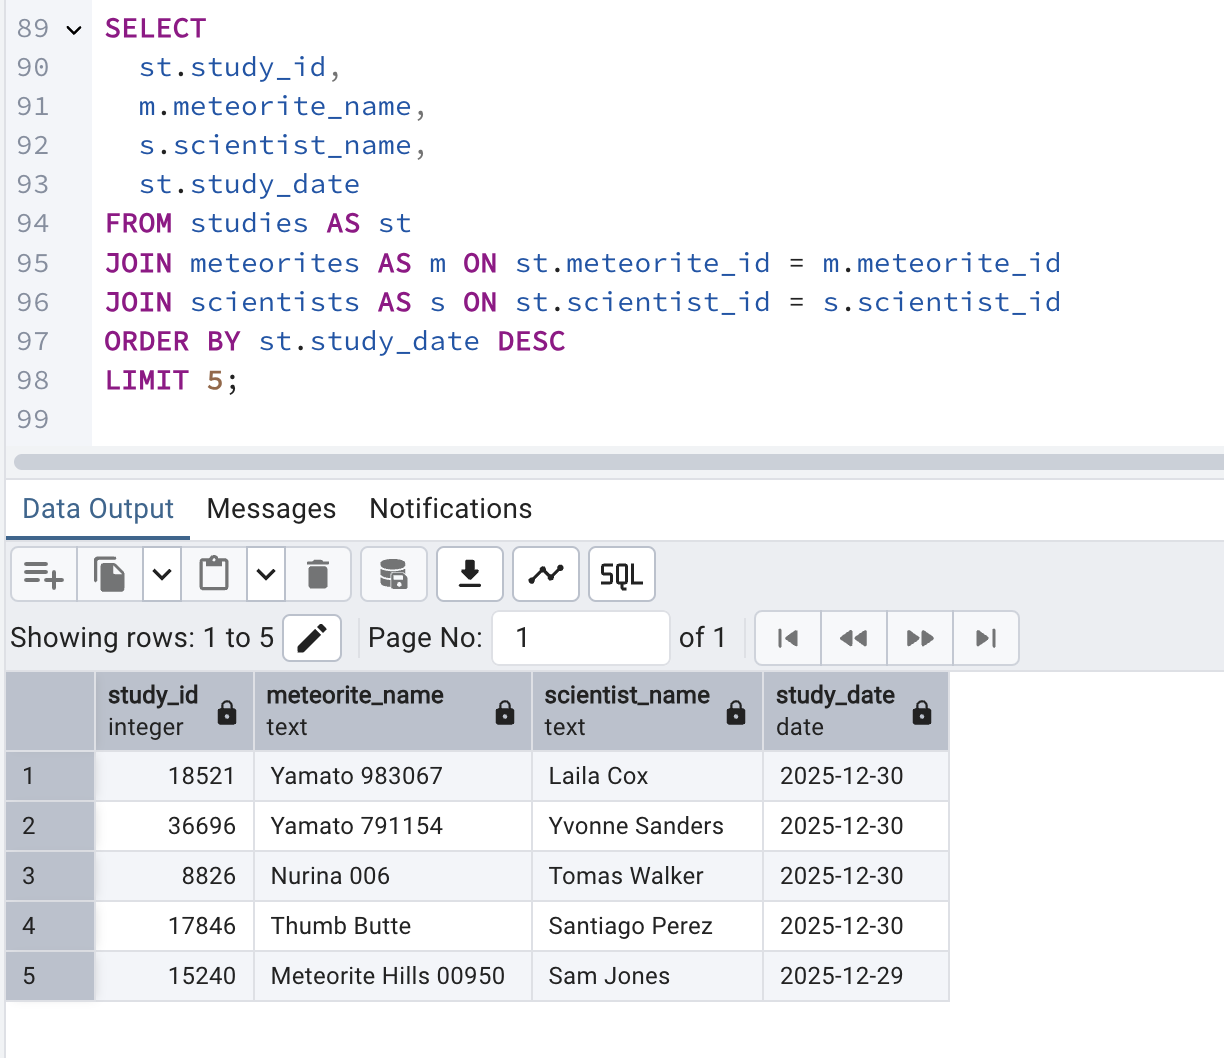 89 SELECT
90 st.study_id,
91 m.meteorite_name,
92 s.scientist_name,
93 st.study_date
94 FROM studies AS st
95 JOIN meteorites AS m ON st.meteorite_id = m.meteorite_id
96 JOIN scientists AS s ON st.scientist_id = s.scientist_id
97 ORDER BY st.study_date DESC
98 LIMIT 5;
99
Data Output Messages Notifications
SQL
Showing rows: 1 to 5 Page No: 1 of 1
study_id meteorite_name scientist_name study_date
integer text text date
1 18521 Yamato 983067 Laila Cox 2025-12-30
2 36696 Yamato 791154 Yvonne Sanders 2025-12-30
3 8826 Nurina 006 Tomas Walker 2025-12-30
4 17846 Thumb Butte Santiago Perez 2025-12-30
5 15240 Meteorite Hills 00950 Sam Jones 2025-12-29